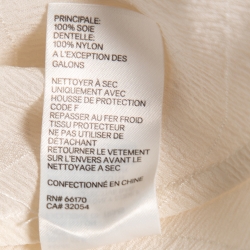 PRINCIPALE:
100% SOIE
DENTELLE:
100% NYLON
A L'EXCEPTION DES
GALONS
NETTOYER À SEC
UNIQUEMENT AVEC
HOUSSE DE PROTECTION
CODE F
REPASSER AU FER FROID
TISSU PROTECTEUR
NE PAS UTILISER DE
DÉTACHANT
RETOURNER LE VETEMENT
SUR L'ENVERS AVANT LE
NETTOYAGE A SEC
CONFECTIONNÉ EN CHINE
RN# 66170
CA# 32054